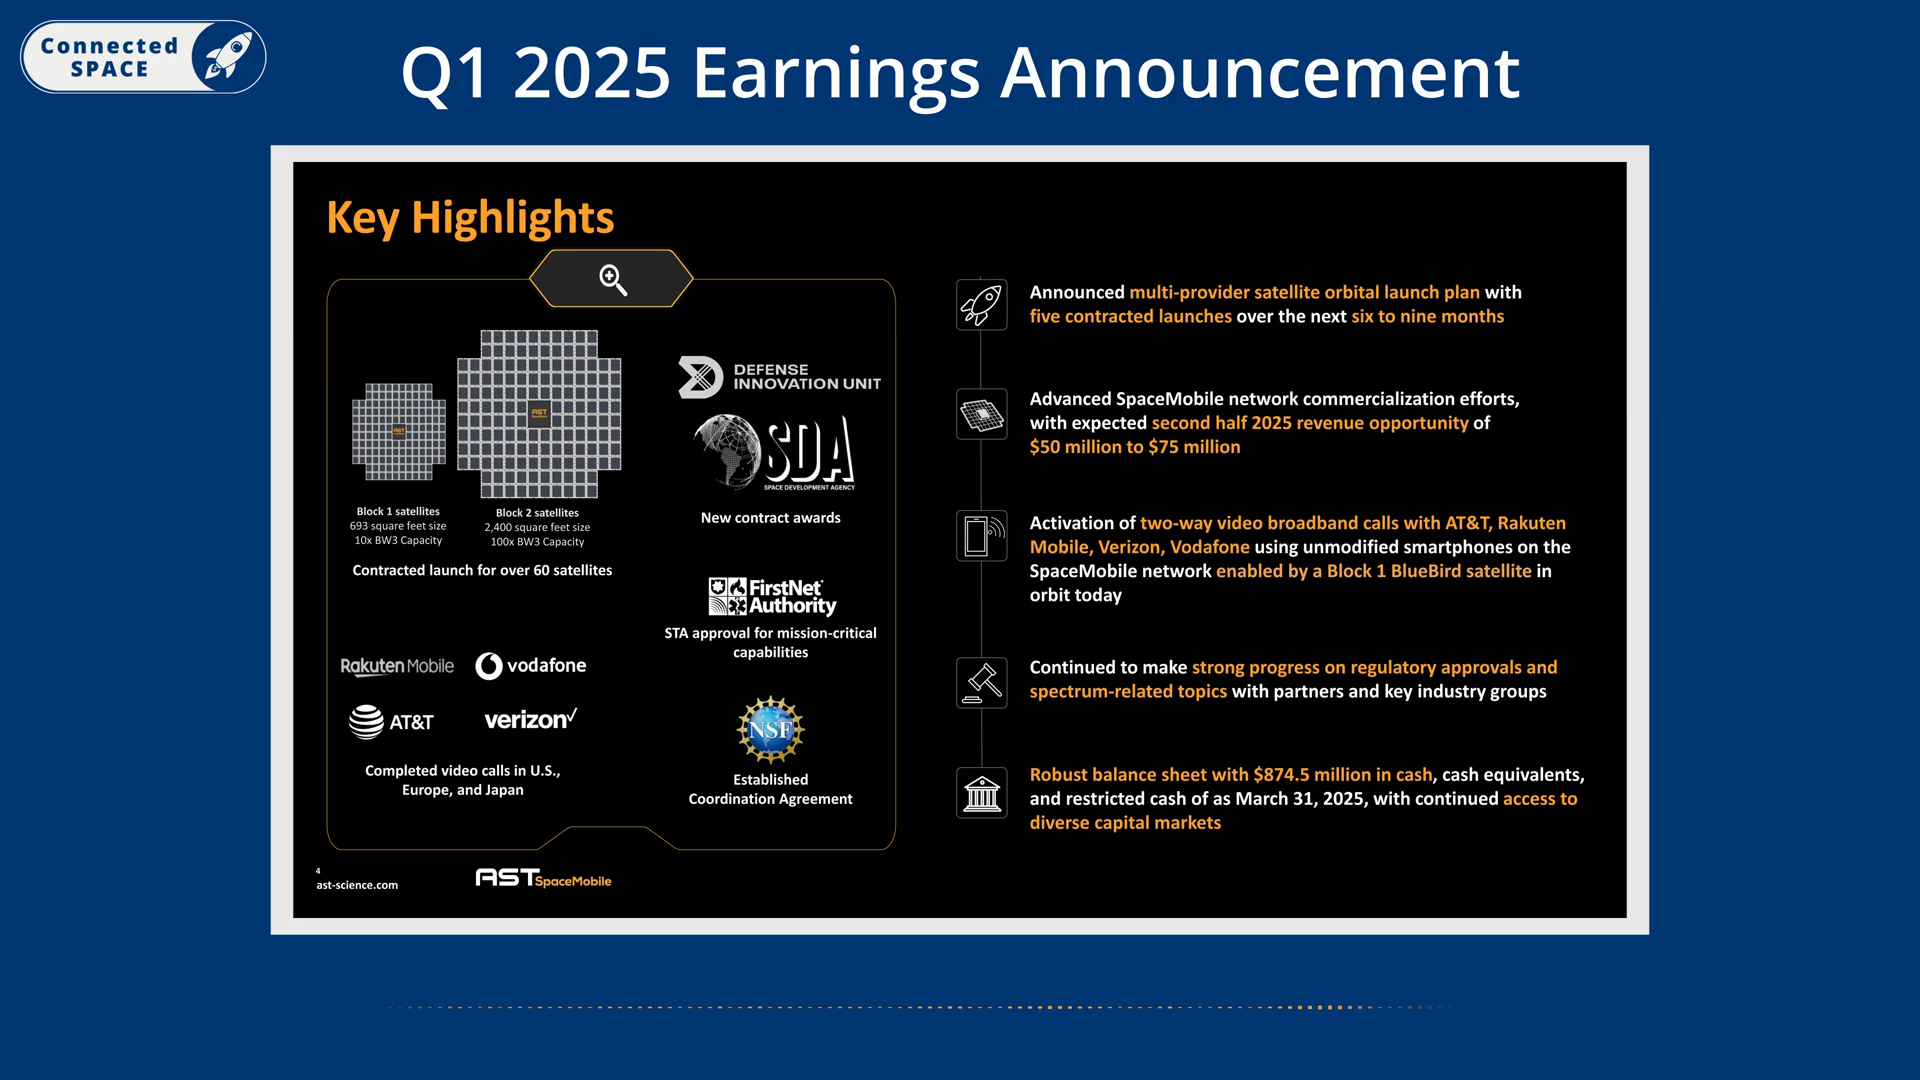 Connected
SPACE
Q1 2025 Earnings Announcement
Key Highlights
AST
AST
Block 1 satellites
693 square feet size
10x BW3 Capacity
Block 2 satellites
2,400 square feet size
100x BW3 Capacity
Contracted launch for over 60 satellites
DEFENSE
INNOVATION UNIT
SDA
SPACE DEVELOPMENT AGENCY
New contract awards
FirstNet
Authority
STA approval for mission-critical
capabilities
Rakuten Mobile
vodafone
AT&T
verizon✓
Completed video calls in U.S.,
Europe, and Japan
NSF
Established
Coordination Agreement
Announced multi-provider satellite orbital launch plan with
five contracted launches over the next six to nine months
Advanced SpaceMobile network commercialization efforts,
with expected second half 2025 revenue opportunity of
$50 million to $75 million
Activation of two-way video broadband calls with AT&T, Rakuten
Mobile, Verizon, Vodafone using unmodified smartphones on the
SpaceMobile network enabled by a Block 1 BlueBird satellite in
orbit today
Continued to make strong progress on regulatory approvals and
spectrum-related topics with partners and key industry groups
Robust balance sheet with $874.5 million in cash, cash equivalents,
and restricted cash of as March 31, 2025, with continued access to
diverse capital markets
4
ast-science.com
AST SpaceMobile